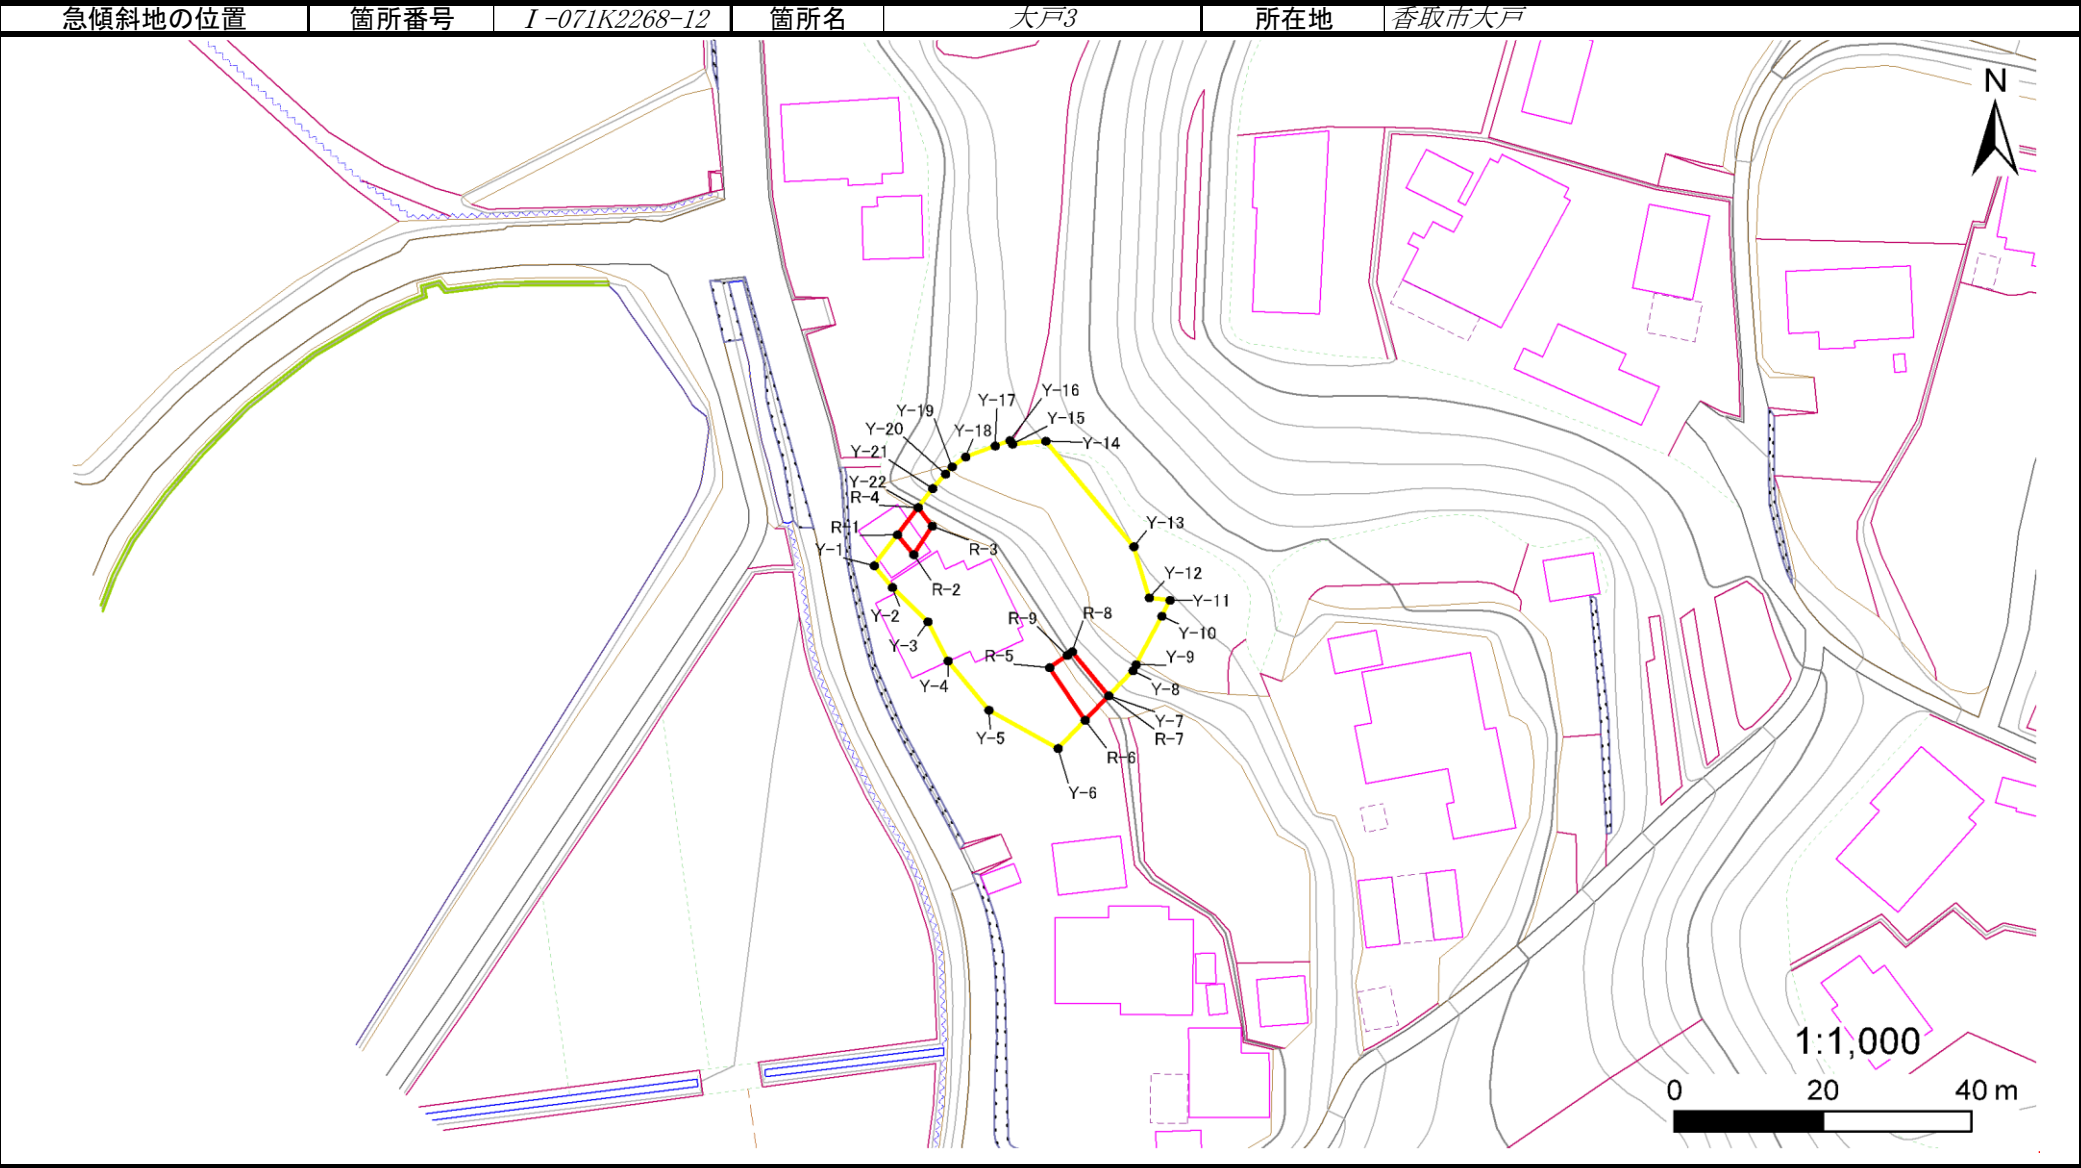 急傾斜地の位置 箇所番号 Ⅰ-071K2268-12 箇所名 大戸3 所在地 香取市大戸
N
Y-16
Y-17
Y-19
Y-15
Y-20
Y-18
Y-14
Y-21
Y-22
R-4
R-1
Y-13
Y-1
R-3
Y-12
R-2
Y-11
Y-2
R-9
R-8
Y-10
Y-3
R-5
Y-9
Y-4
Y-8
Y-7
Y-5
R-7
R-6
Y-6
1:1,000
0 20 40 m